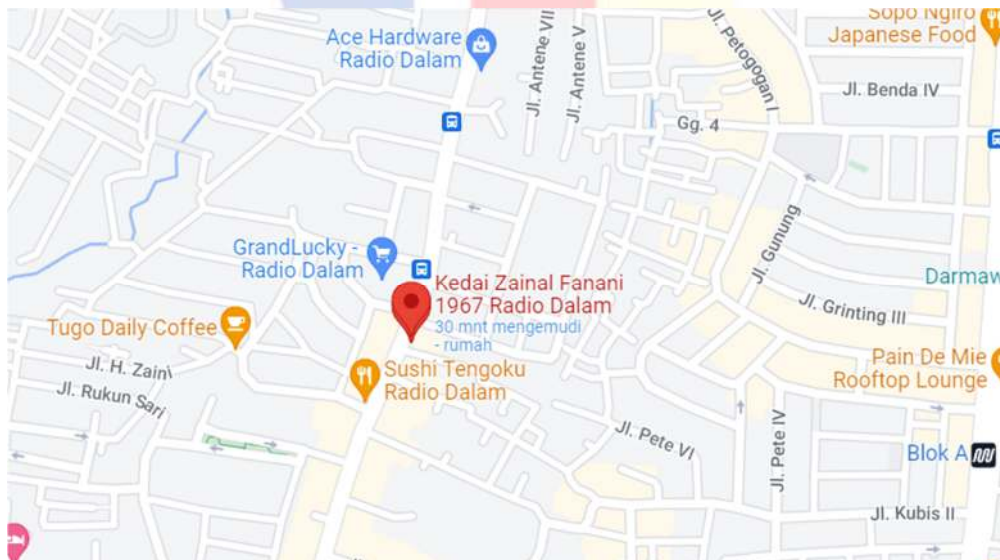 Sopo Ngiro
Japanese Food
Ace Hardware
Radio Dalam
Jl. Antene VII
Jl. Antene V
Jl. Petogogan I
Jl. Benda IV
Gg. 4
GrandLucky -
Radio Dalam
Jl. Gunung
Kedai Zainal Fanani
1967 Radio Dalam
30 mnt mengemudi
- rumah
Jl. Grinting III
Tugo Daily Coffee
Sushi Tengoku
Radio Dalam
Pain De Mie
Rooftop Lounge
Jl. H. Zain
Jl. Rukun Sari
Jl. Pete VI
Jl. Pete IV
Blok A
Jl. Kubis II